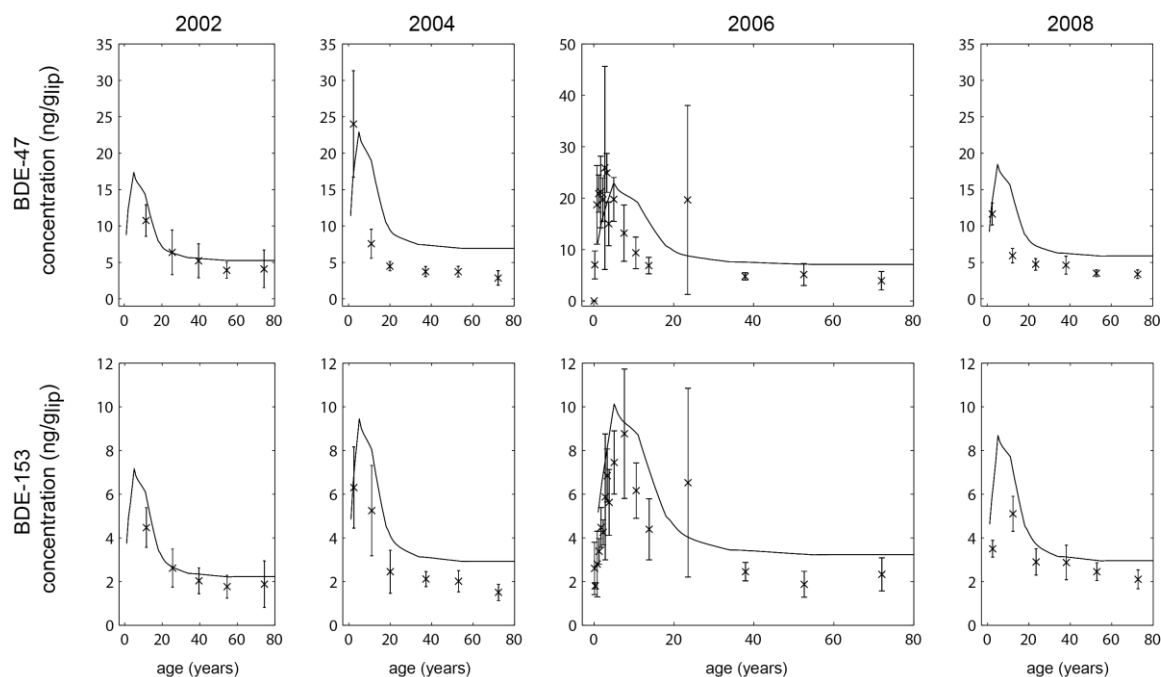 2002 2004 2006 2008
BDE-47
concentration (ng/glip)
35 35 50 35
30 30 40 30
25 25 30 25
20 20 20 20
15 15 10 15
10 10 0 10
5 5 5
0 0 0
0 20 40 60 80 0 20 40 60 80 0 20 40 60 80 0 20 40 60 80
BDE-153
concentration (ng/glip)
12 12 12 12
10 10 10 10
8 8 8 8
6 6 6 6
4 4 4 4
2 2 2 2
0 0 0 0
0 20 40 60 80 0 20 40 60 80 0 20 40 60 80 0 20 40 60 80
age (years) age (years) age (years) age (years)